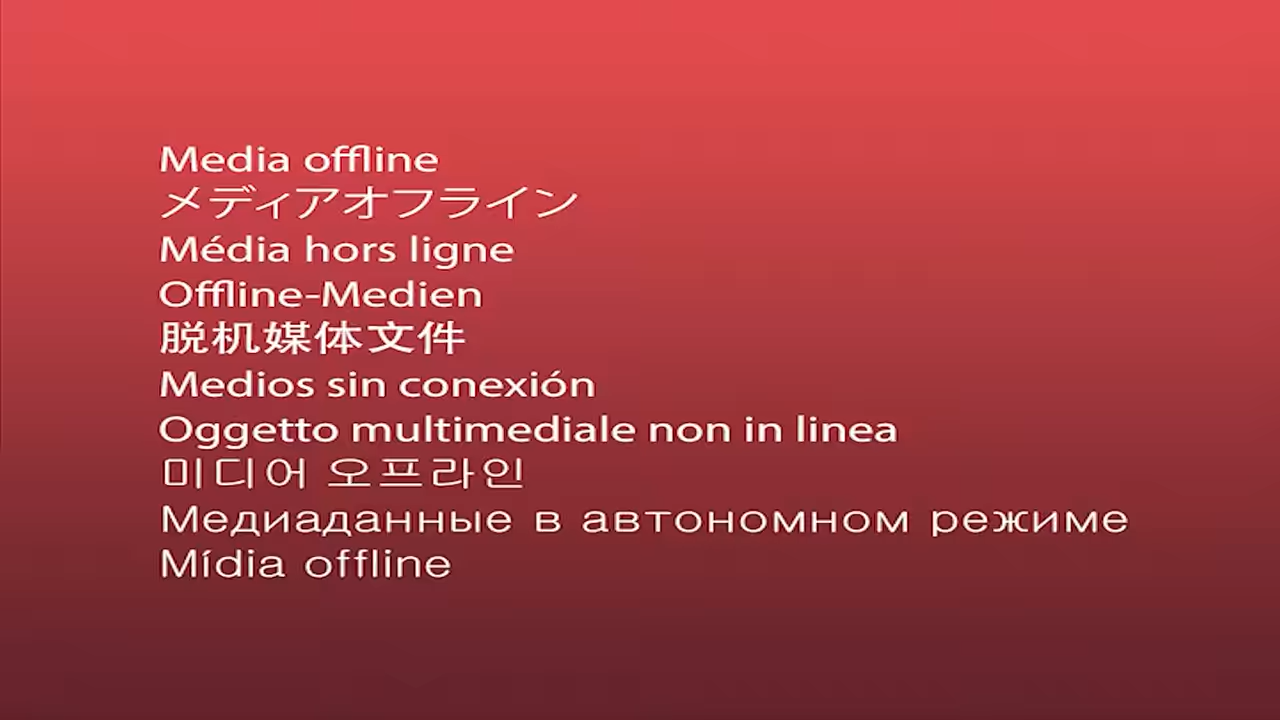 Media offline
メディアオフライン
Média hors ligne
Offline-Medien
脱机媒体文件
Medios sin conexión
Oggetto multimediale non in linea
미디어 오프라인
Медиаданные в автономном режиме
Mídia offline